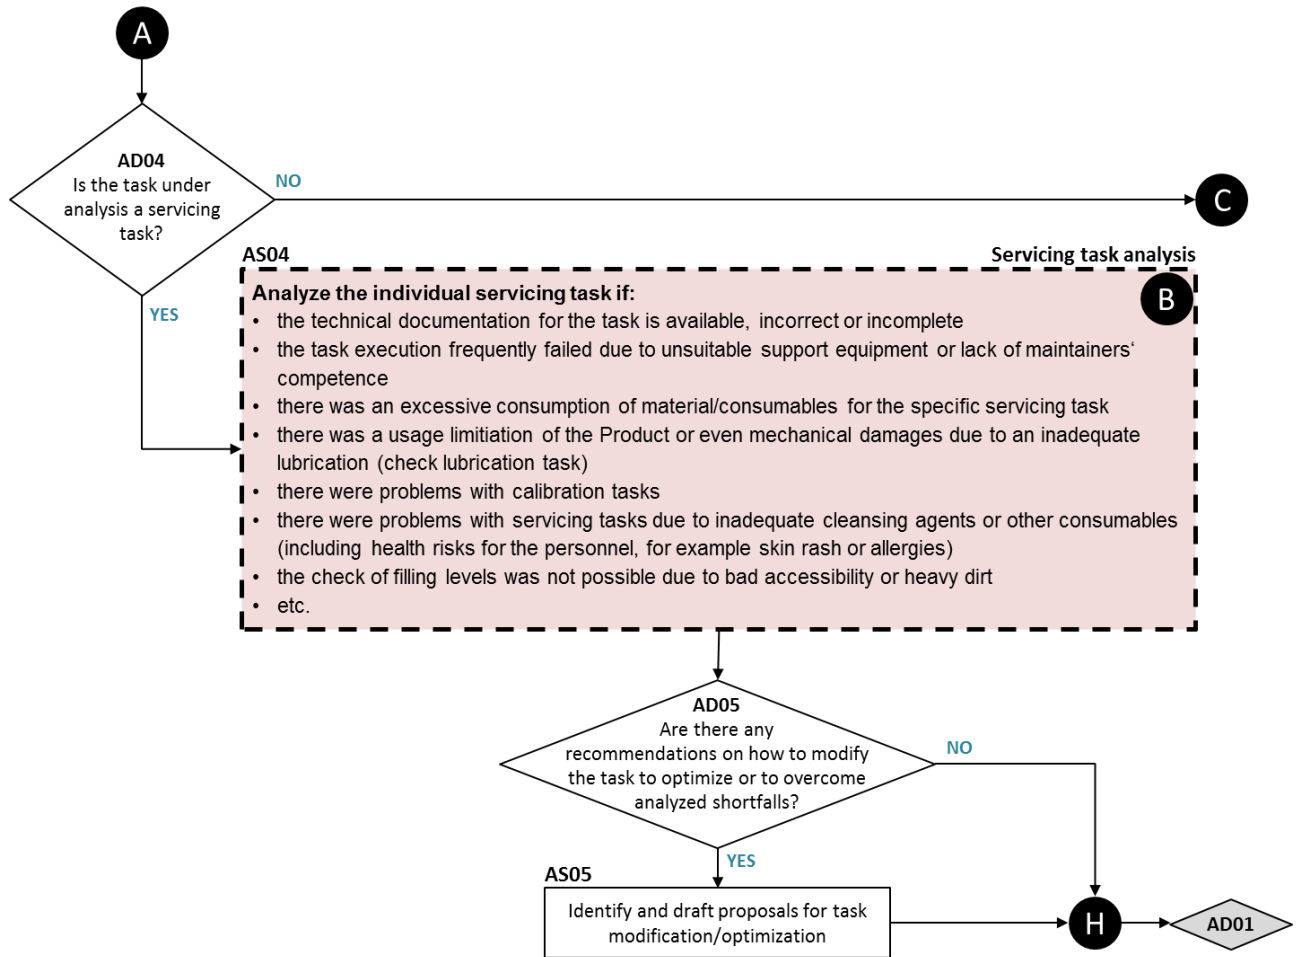 A
AD04
Is the task under
analysis a servicing
task?
NO
C
YES
AS04
Servicing task analysis
B
Analyze the individual servicing task if:
• the technical documentation for the task is available, incorrect or incomplete
• the task execution frequently failed due to unsuitable support equipment or lack of maintainers‘
competence
• there was an excessive consumption of material/consumables for the specific servicing task
• there was a usage limitiation of the Product or even mechanical damages due to an inadequate
lubrication (check lubrication task)
• there were problems with calibration tasks
• there were problems with servicing tasks due to inadequate cleansing agents or other consumables
(including health risks for the personnel, for example skin rash or allergies)
• the check of filling levels was not possible due to bad accessibility or heavy dirt
• etc.
AD05
Are there any
recommendations on how to modify
the task to optimize or to overcome
analyzed shortfalls?
NO
YES
AS05
Identify and draft proposals for task
modification/optimization
H
AD01